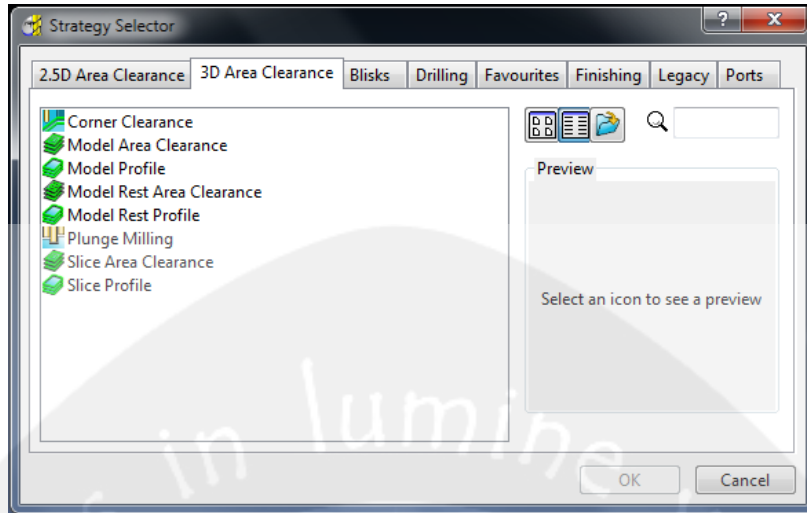 Strategy Selector
2.5D Area Clearance 3D Area Clearance Blisks Drilling Favourites Finishing Legacy Ports
Corner Clearance
Model Area Clearance
Model Profile
Model Rest Area Clearance
Model Rest Profile
Plunge Milling
Slice Area Clearance
Slice Profile
Preview
Select an icon to see a preview
in lumine
OK Cancel